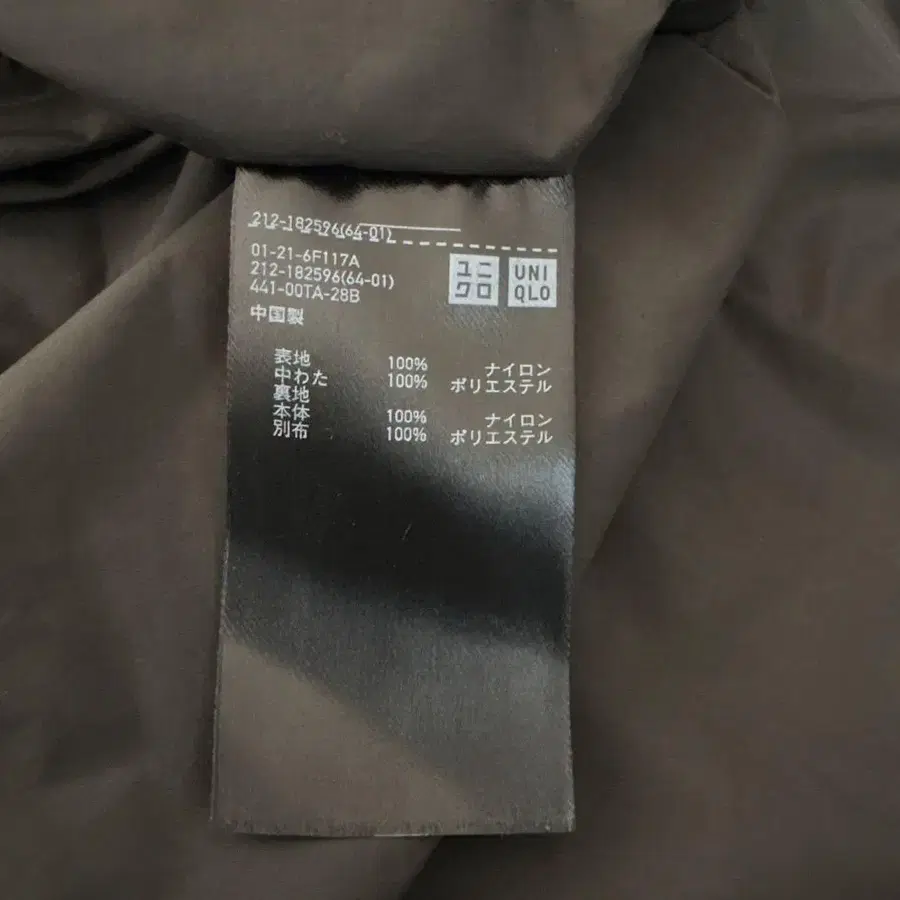 212-182596(64-01)
01-21-6F117A
212-182596(64-01)
441-00TA-28B
ユニクロ
UNIQLO
中国製
表地 100% ナイロン
中わた 100% ポリエステル
裏地
本体 100% ナイロン
別布 100% ポリエステル